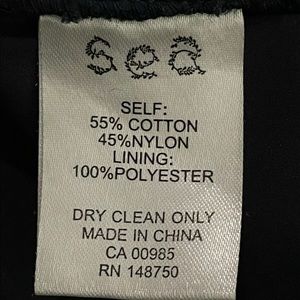 Sea
SELF:
55% COTTON
45%NYLON
LINING:
100%POLYESTER
DRY CLEAN ONLY
MADE IN CHINA
CA 00985
RN 148750